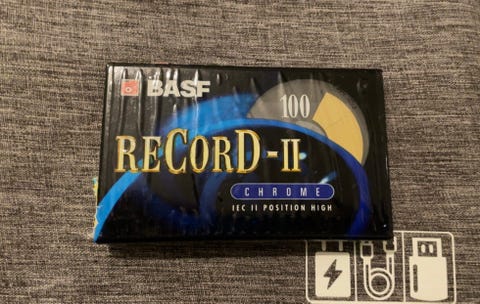 BASF
100
RECORD-II
CHROME
IEC II POSITION HIGH